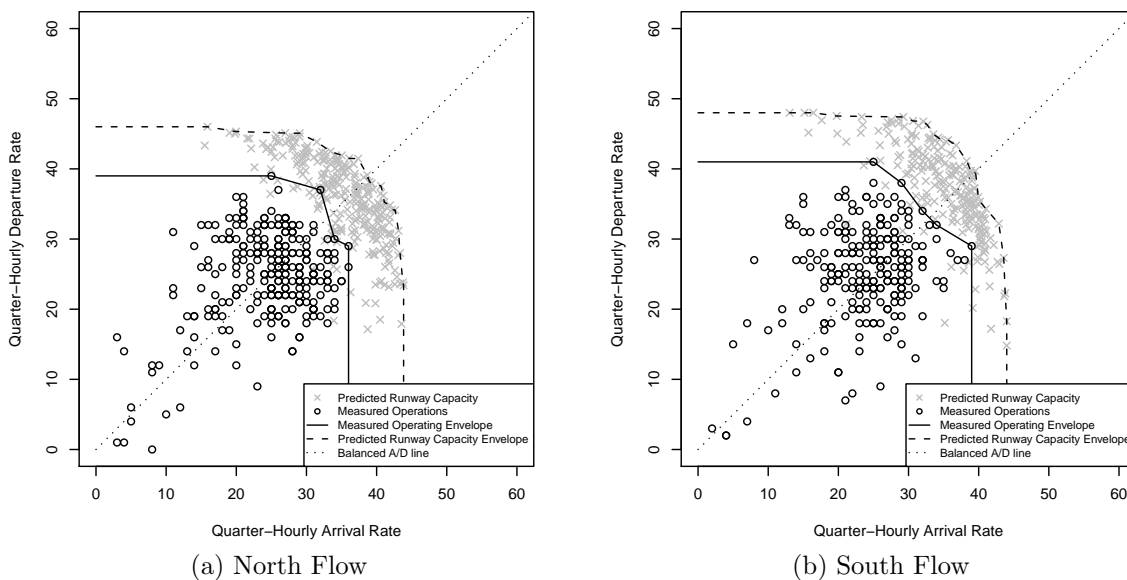 60
50
40
30
20
10
0
Quarter−Hourly Departure Rate
Predicted Runway Capacity
Measured Operations
Measured Operating Envelope
Predicted Runway Capacity Envelope
Balanced A/D line
0 10 20 30 40 50 60
Quarter−Hourly Arrival Rate
(a) North Flow
60
50
40
30
20
10
0
Quarter−Hourly Departure Rate
Predicted Runway Capacity
Measured Operations
Measured Operating Envelope
Predicted Runway Capacity Envelope
Balanced A/D line
0 10 20 30 40 50 60
Quarter−Hourly Arrival Rate
(b) South Flow